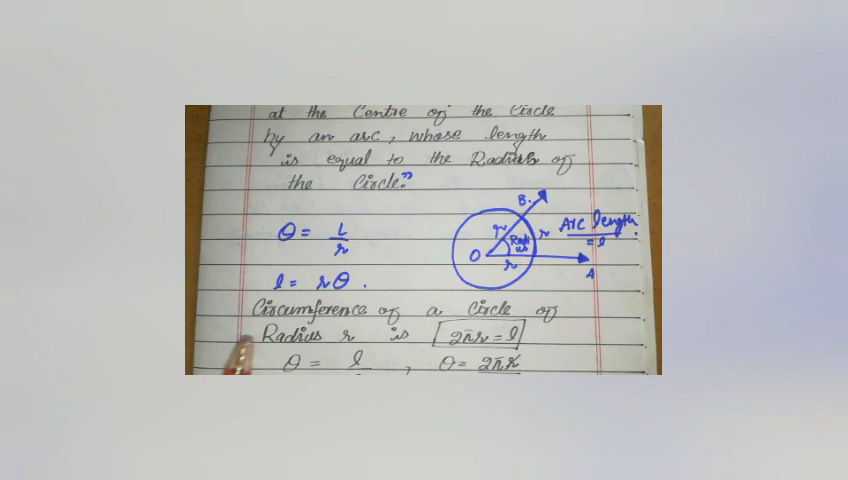 at the Centre of the Circle
by an arc, whose length
is equal to the Radius of
the Circle."
θ = L/r
l = rθ .
B.
r
r
Arc length
= l
Radius
O
r
A
Circumference of a Circle of
Radius r is 2πr = l
θ = l , θ = 2πr